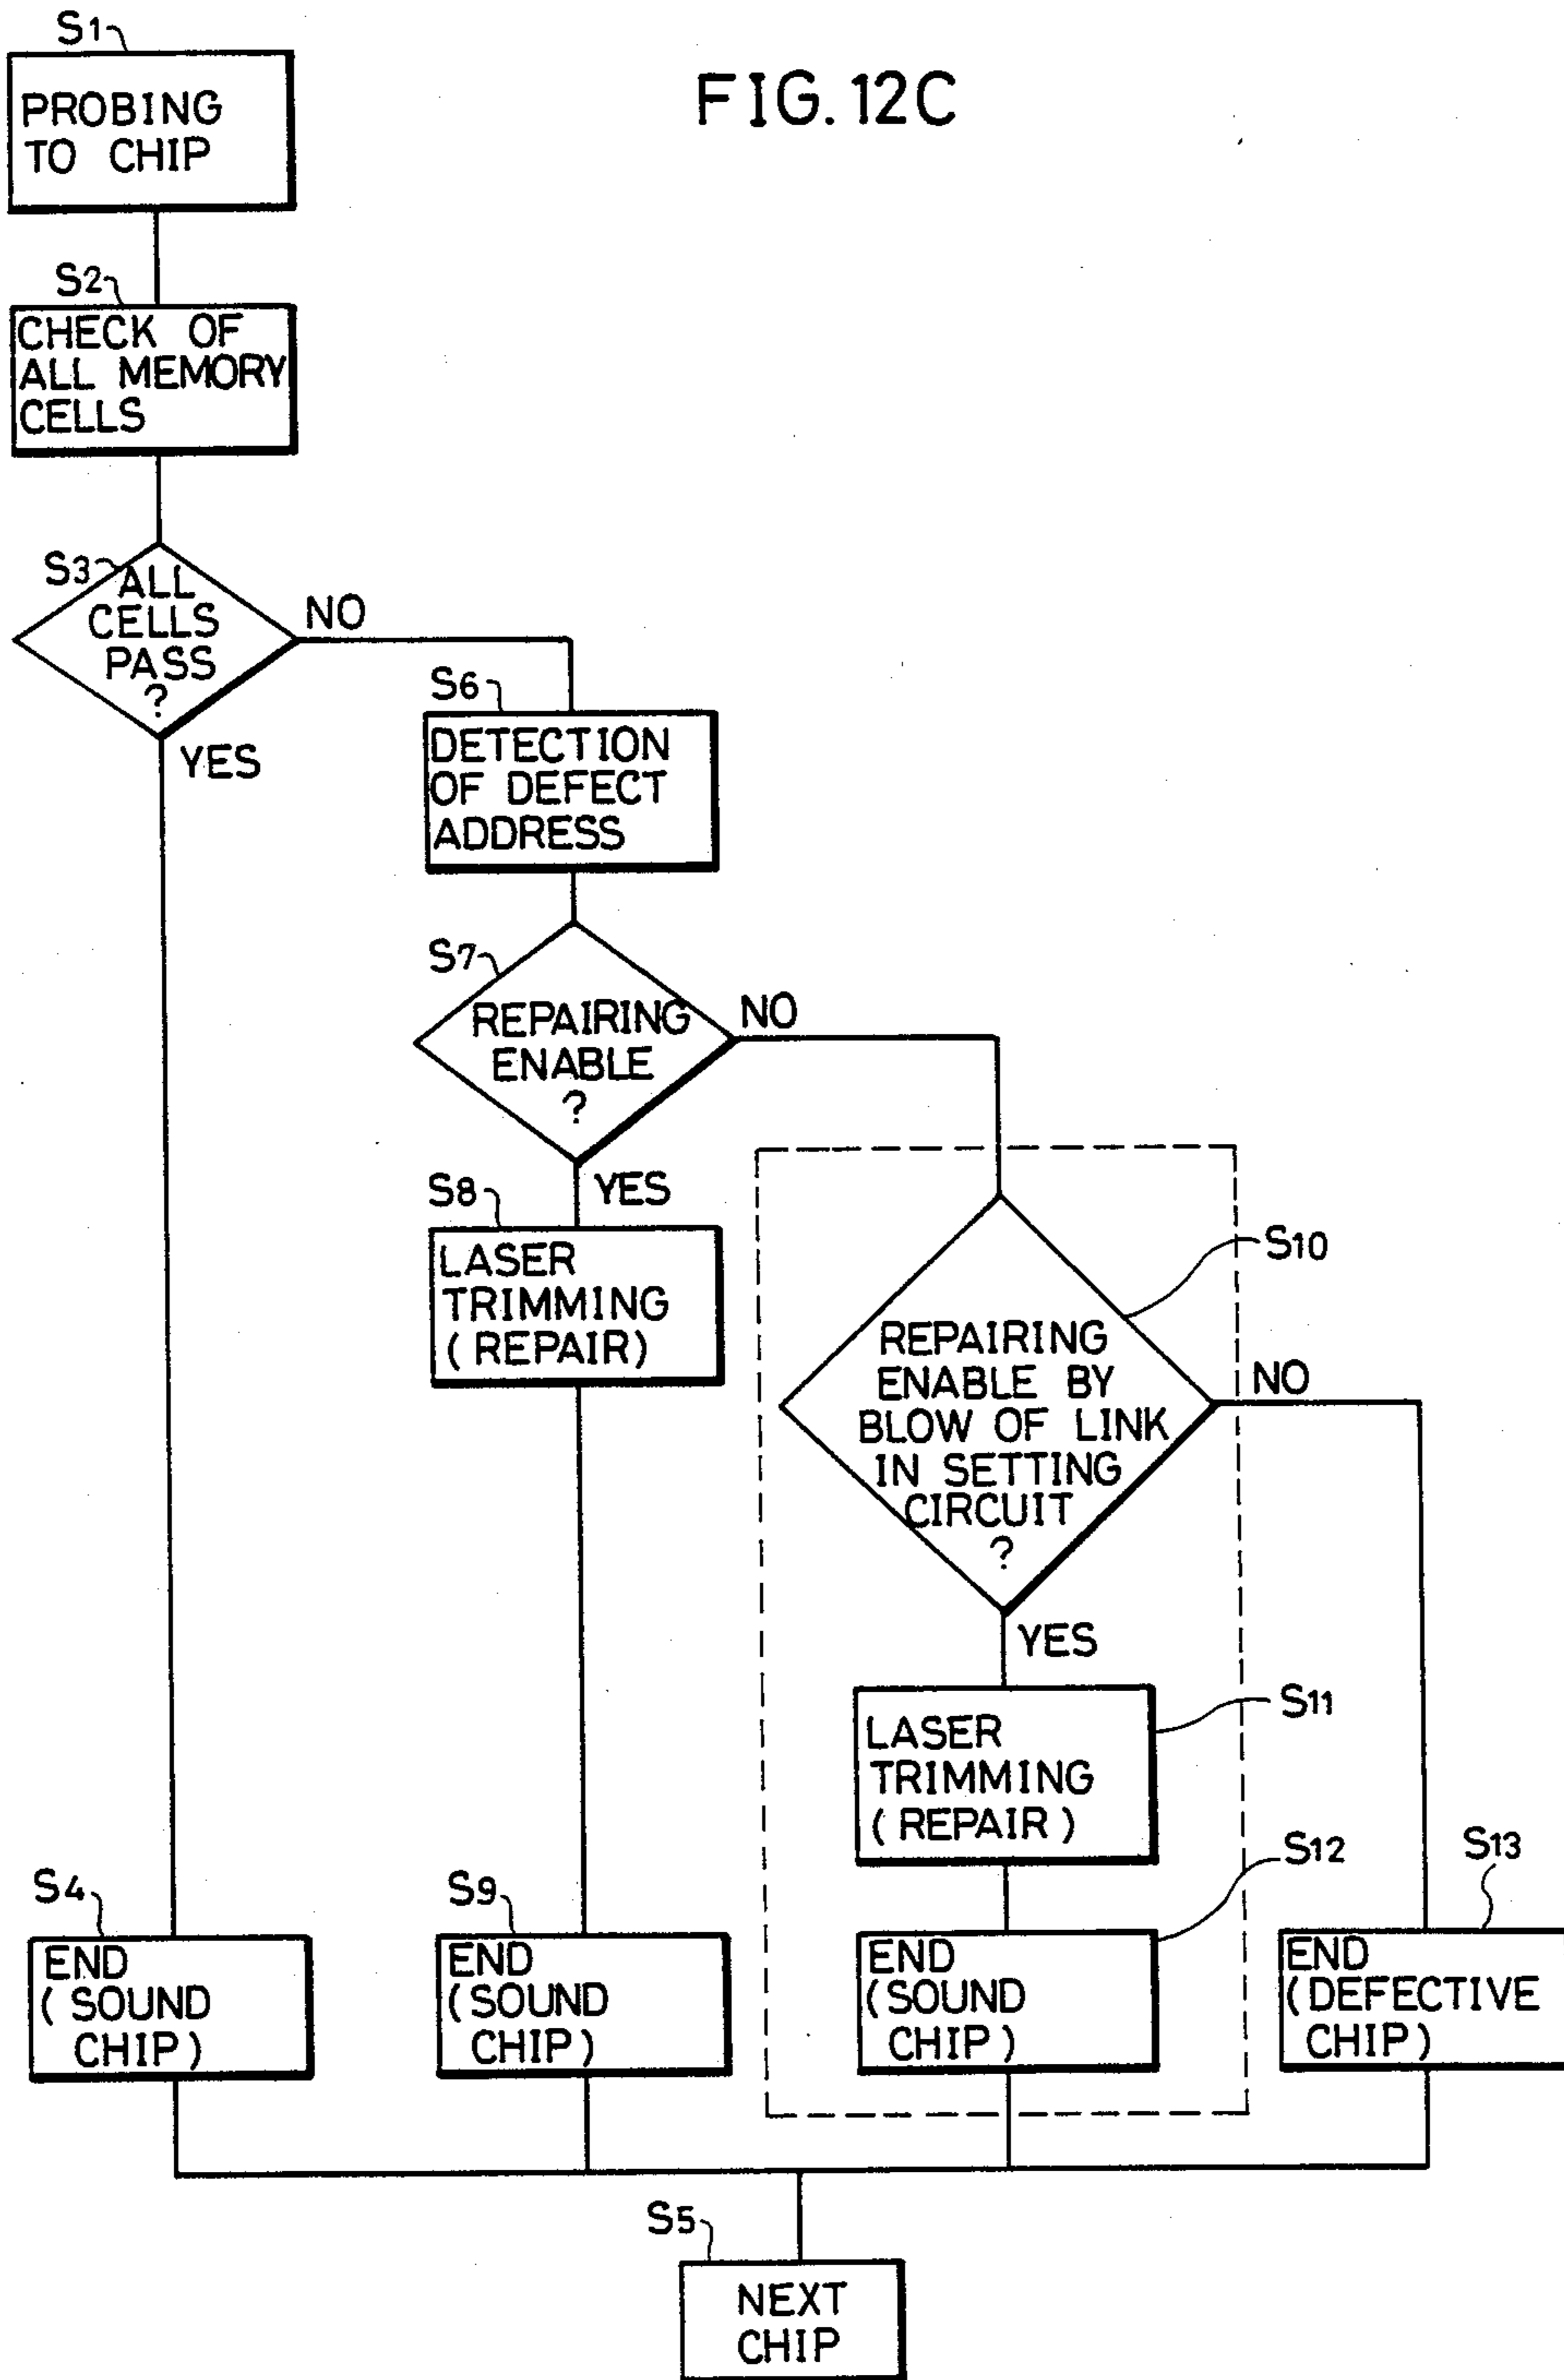 FIG. 12C
S1
PROBING
TO CHIP
S2
CHECK OF
ALL MEMORY
CELLS
S3
ALL
CELLS
PASS
?
NO
YES
S6
DETECTION
OF DEFECT
ADDRESS
S7
REPAIRING
ENABLE
?
NO
YES
S8
LASER
TRIMMING
(REPAIR)
S10
REPAIRING
ENABLE BY
BLOW OF LINK
IN SETTING
CIRCUIT
?
NO
YES
S11
LASER
TRIMMING
(REPAIR)
S4
END
(SOUND
CHIP)
S9
END
(SOUND
CHIP)
S12
END
(SOUND
CHIP)
S13
END
(DEFECTIVE
CHIP)
S5
NEXT
CHIP